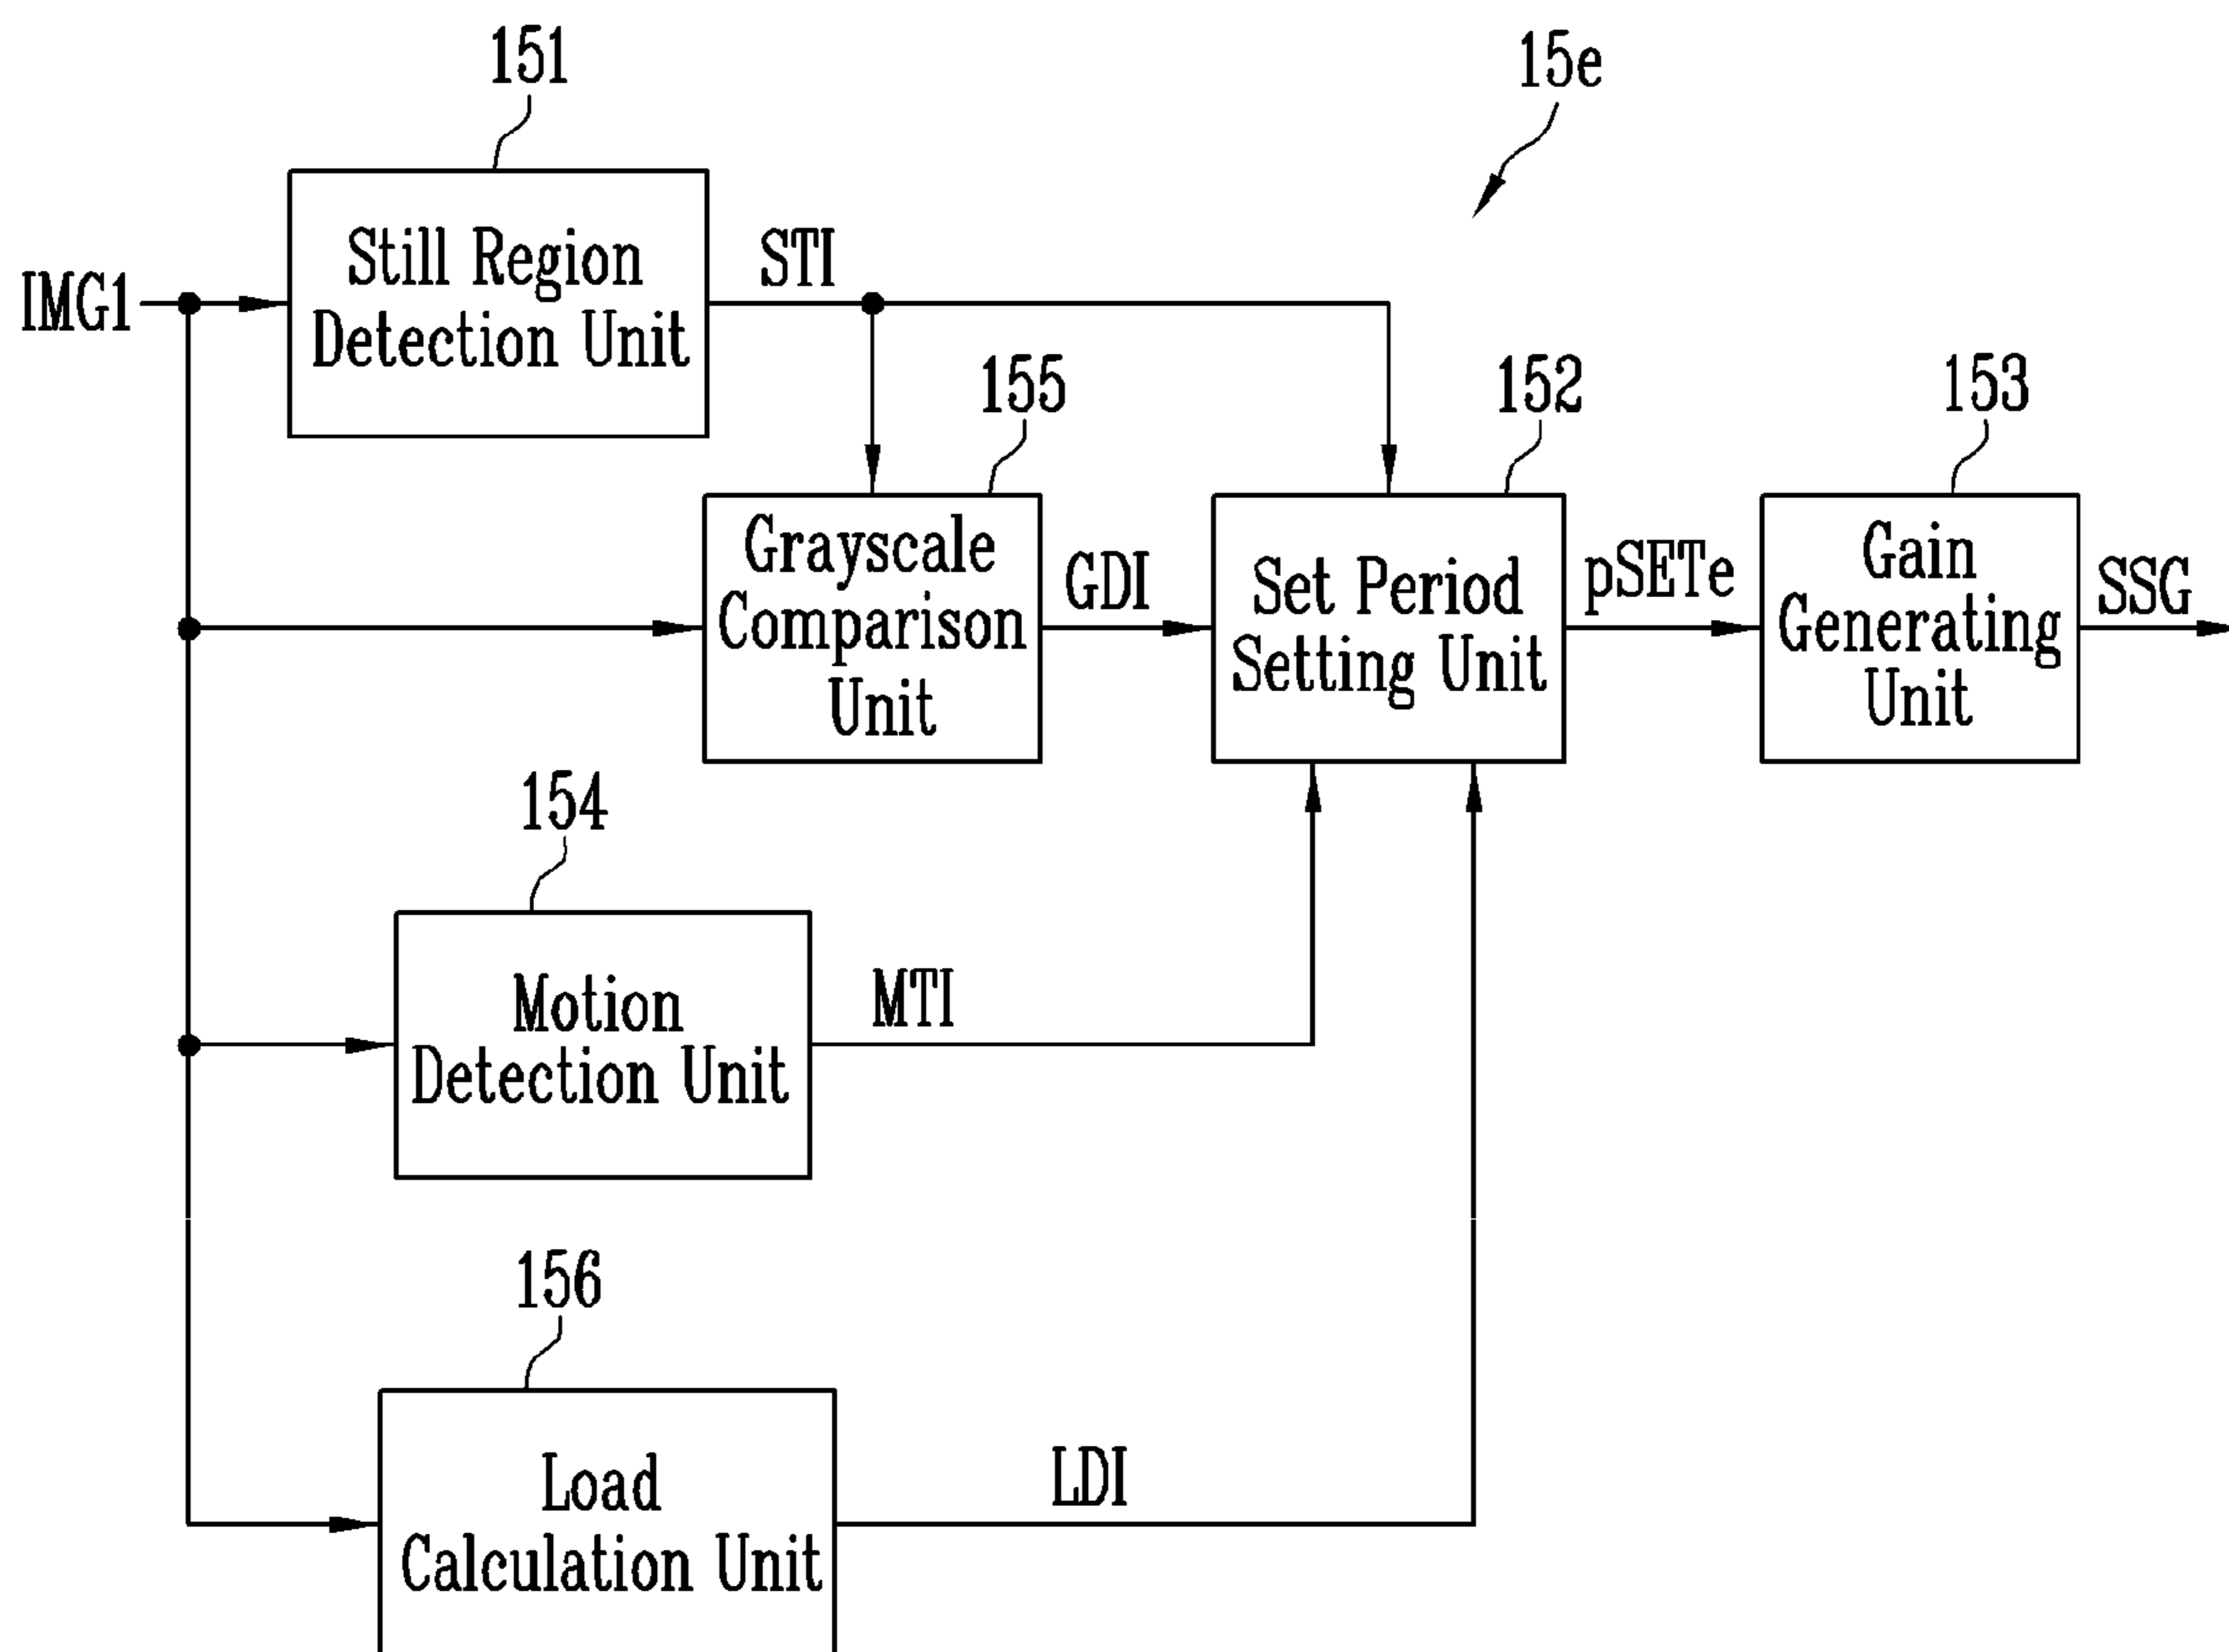 151
15e
Still Region
Detection Unit
STI
IMG1
155
152
153
Grayscale
Comparison
Unit
GDI
Set Period
Setting Unit
pSETe
Gain
Generating
Unit
SSG
154
Motion
Detection Unit
MTI
156
Load
Calculation Unit
LDI